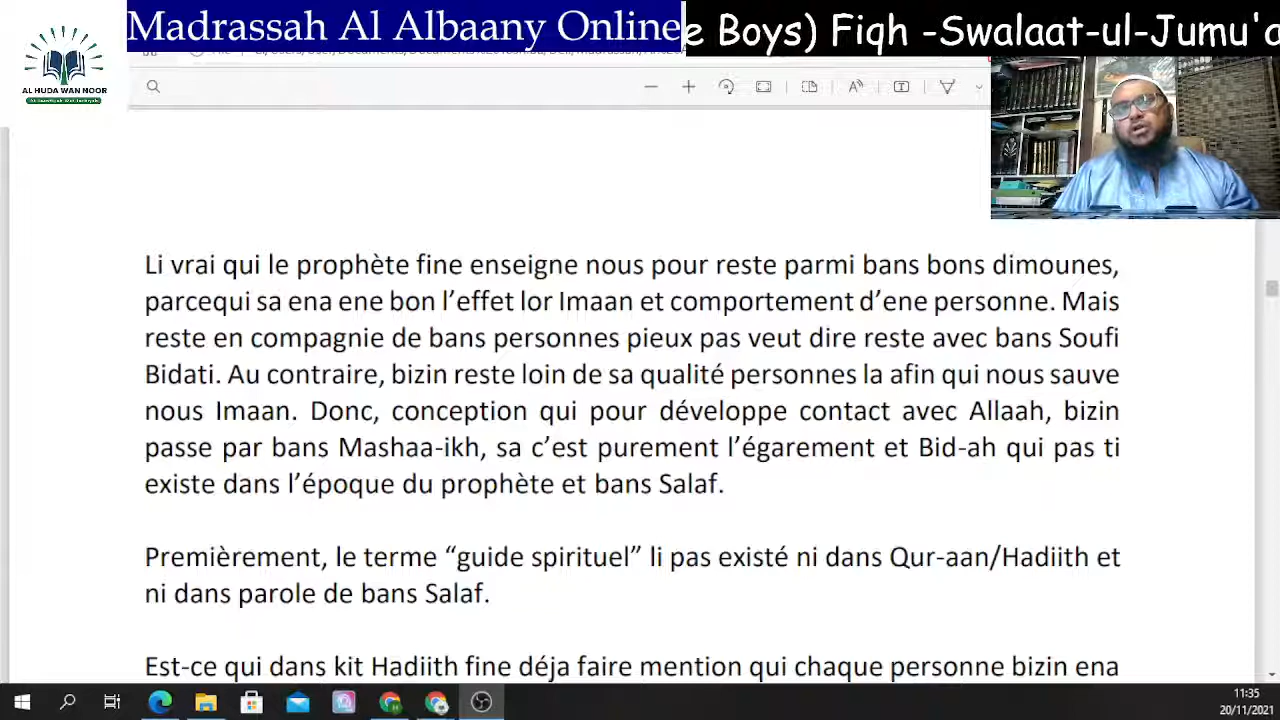 Madrassah Al Albaany Online
e Boys) Fiqh -Swalaat-ul-Jumu'a
AL HUDA WAN NOOR
Li vrai qui le prophète fine enseigne nous pour reste parmi bans bons dimounes,
parcequi sa ena ene bon l’effet lor Imaan et comportement d’ene personne. Mais
reste en compagnie de bans personnes pieux pas veut dire reste avec bans Soufi
Bidati. Au contraire, bizin reste loin de sa qualité personnes la afin qui nous sauve
nous Imaan. Donc, conception qui pour développe contact avec Allaah, bizin
passe par bans Mashaa-ikh, sa c’est purement l’égarement et Bid-ah qui pas ti
existe dans l’époque du prophète et bans Salaf.
Premièrement, le terme “guide spirituel” li pas existé ni dans Qur-aan/Hadiith et
ni dans parole de bans Salaf.
Est-ce qui dans kit Hadiith fine déja faire mention qui chaque personne bizin ena
11:35
20/11/2021